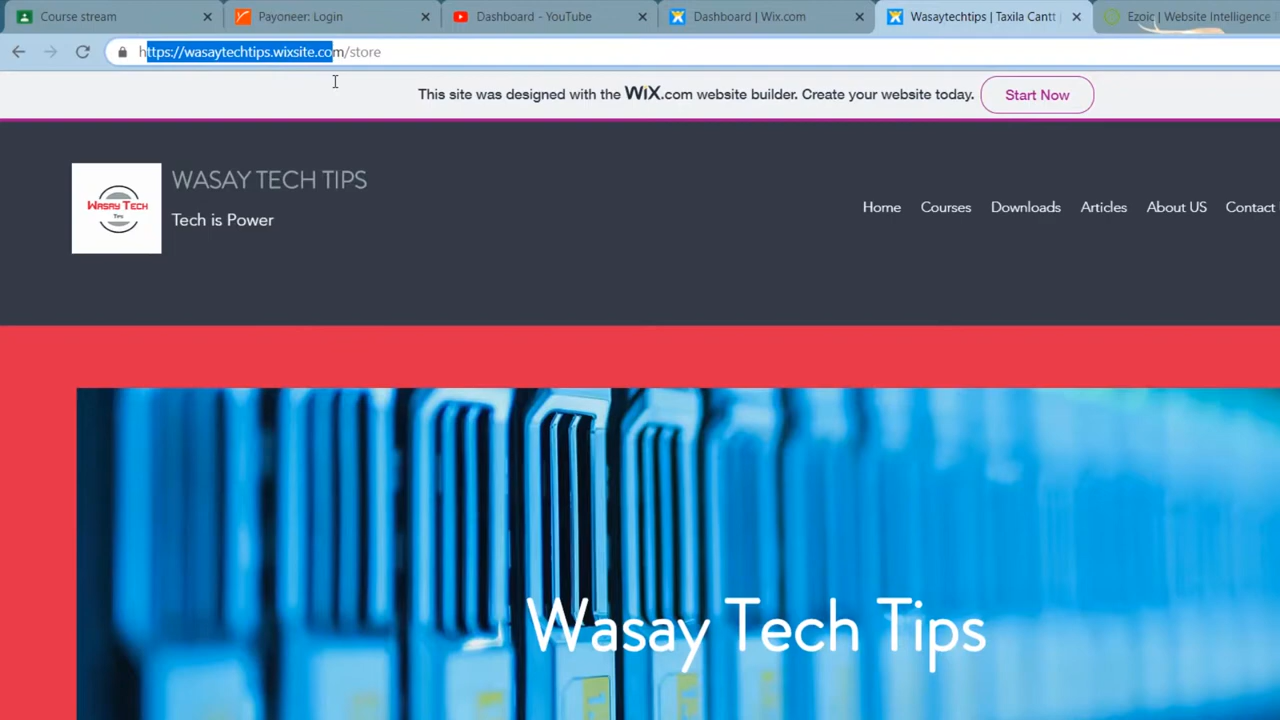 Course stream
Payoneer: Login
Dashboard - YouTube
Dashboard | Wix.com
Wasaytechtips | Taxila Cantt
Ezoic | Website Intelligence
https://wasaytechtips.wixsite.com/store
This site was designed with the WiX.com website builder. Create your website today.
Start Now
WASAY TECH TIPS
Tech is Power
WASAY TECH
Tips
Home
Courses
Downloads
Articles
About US
Contact
Wasay Tech Tips